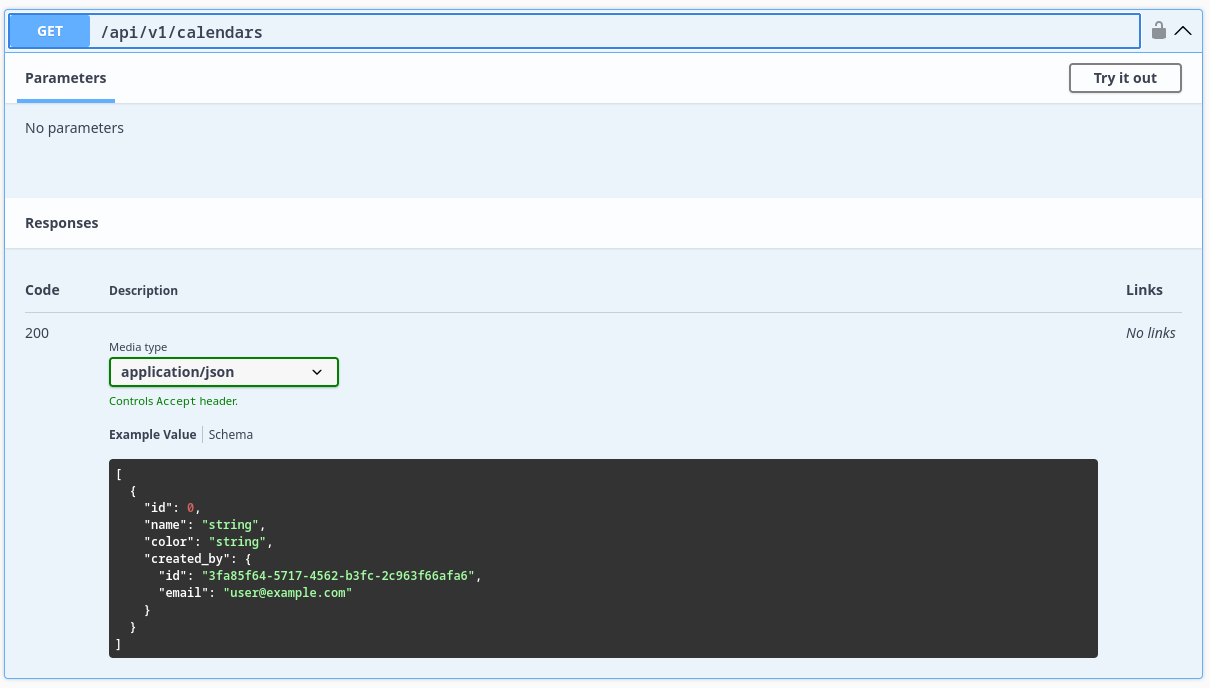 GET /api/v1/calendars
Parameters Try it out
No parameters
Responses
Code Description Links
200 No links
Media type
application/json
Controls Accept header.
Example Value Schema
[
  {
    "id": 0,
    "name": "string",
    "color": "string",
    "created_by": {
      "id": "3fa85f64-5717-4562-b3fc-2c963f66afa6",
      "email": "user@example.com"
    }
  }
]